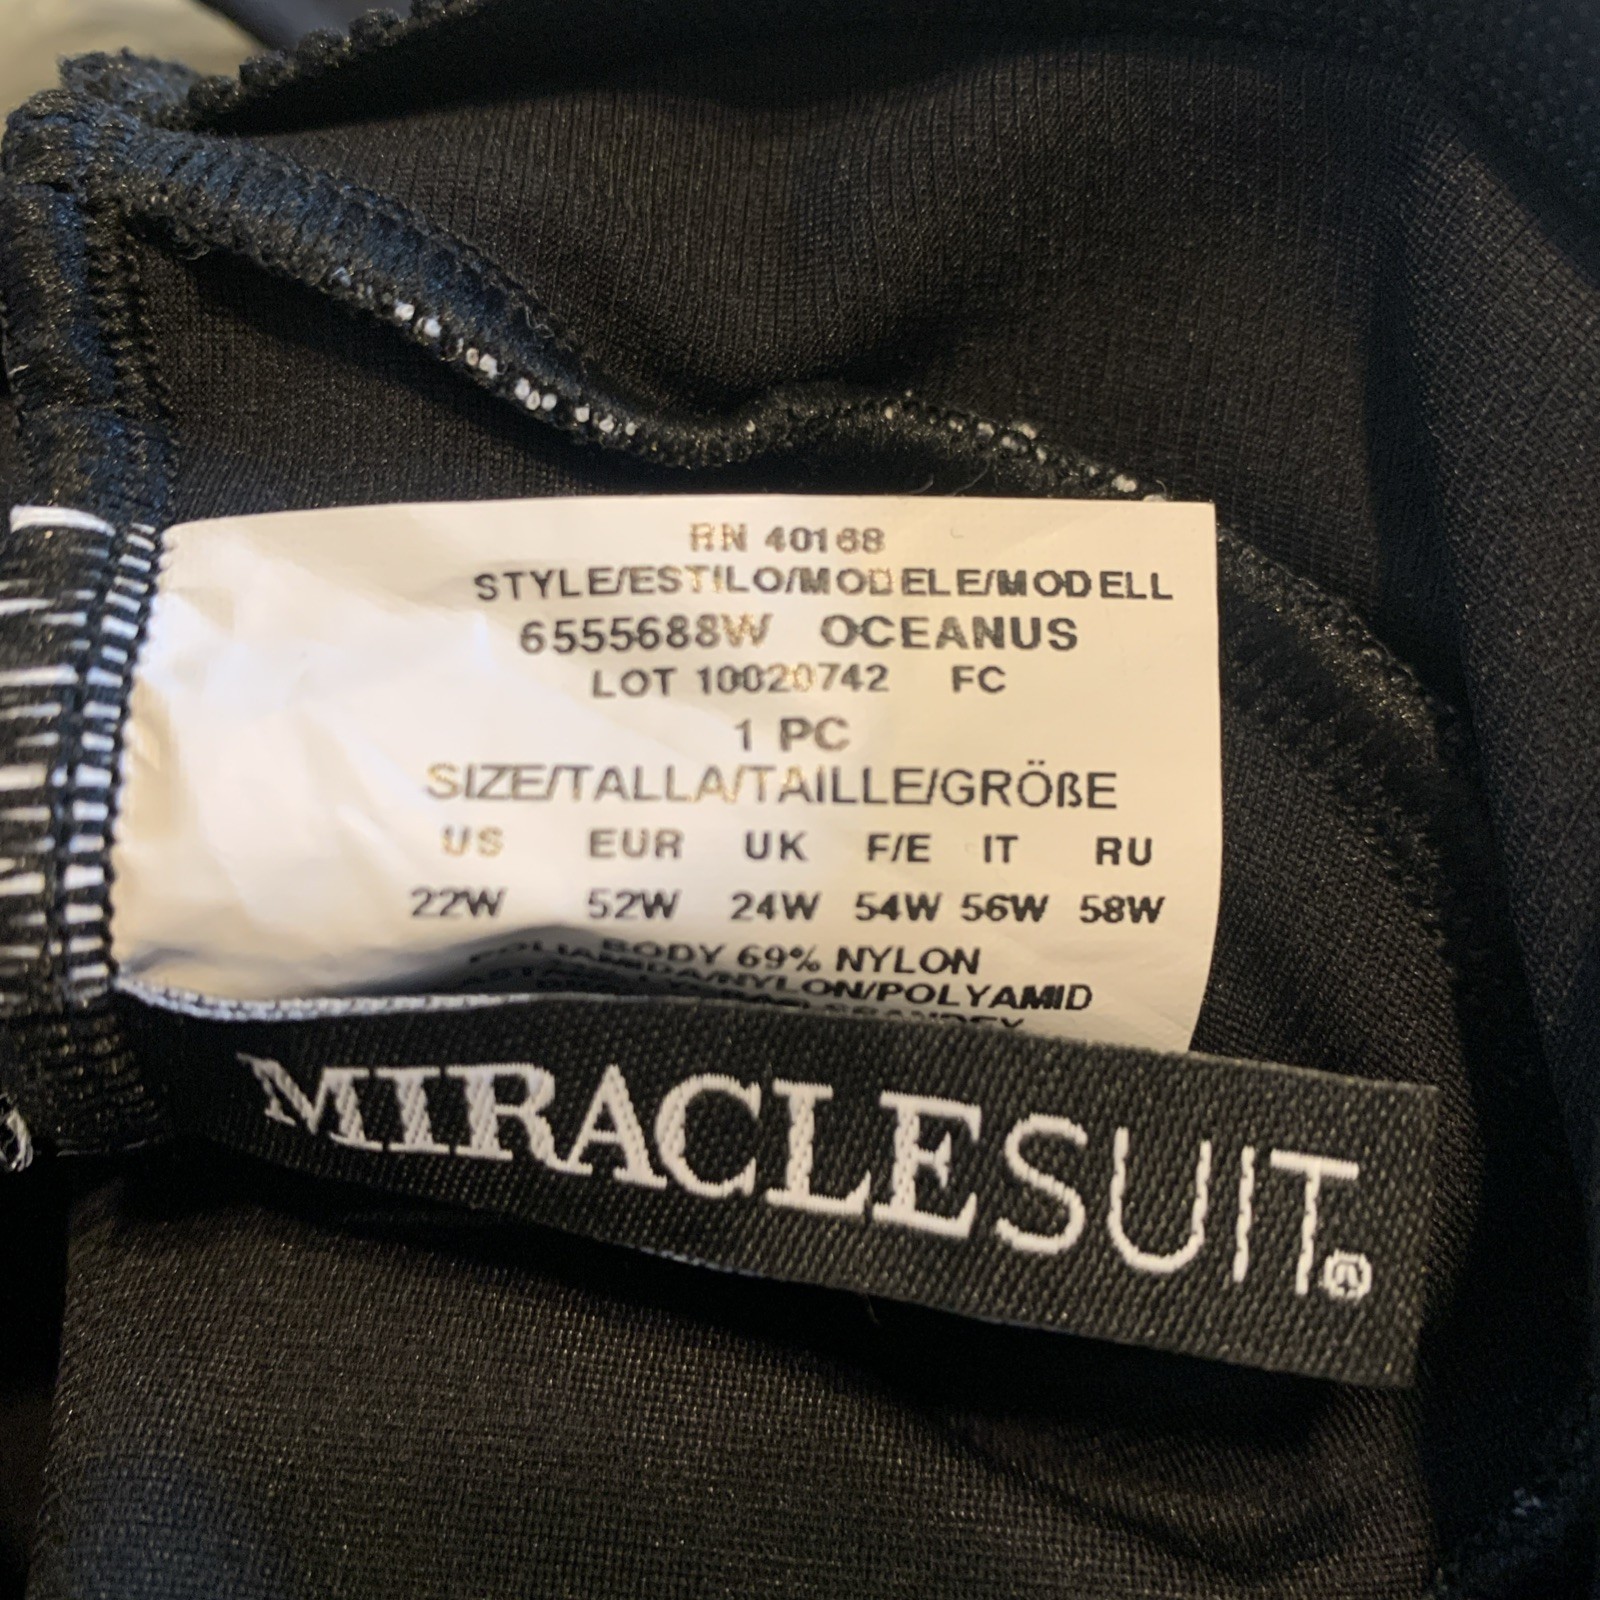 RN 40168
STYLE/ESTILO/MODELE/MODELL
6555688W OCEANUS
LOT 10020742 FC
1 PC
SIZE/TALLA/TAILLE/GRÖßE
US EUR UK F/E IT RU
22W 52W 24W 54W 56W 58W
BODY 69% NYLON
POLIAMIDA/NYLON/POLYAMID
MIRACLESUIT®